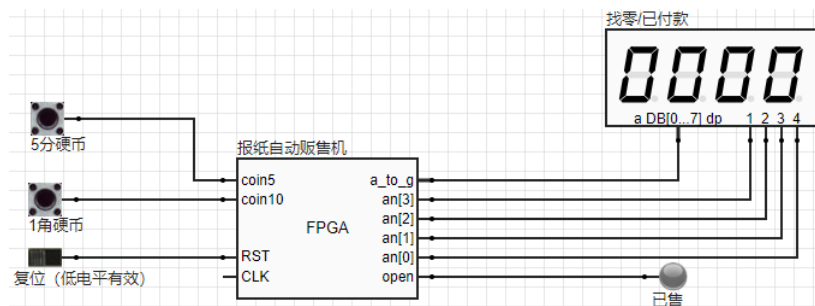 找零/已付款
0000
a DB[0...7] dp 1 2 3 4
5分硬币
报纸自动贩售机
coin5 a_to_g
coin10 an[3]
an[2]
1角硬币
FPGA
an[1]
RST an[0]
复位（低电平有效）
CLK open
已售